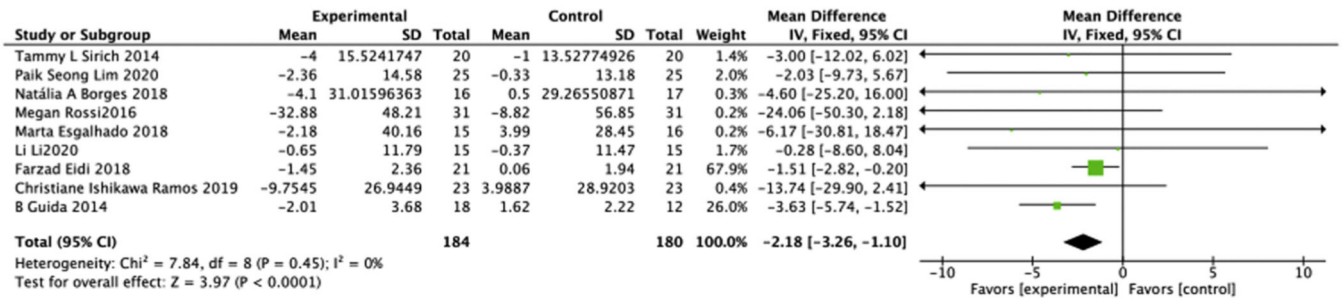 Experimental Control Mean Difference Mean Difference
Study or Subgroup Mean SD Total Mean SD Total Weight IV, Fixed, 95% CI IV, Fixed, 95% CI
Tammy L Sirich 2014 -4 15.5241747 20 -1 13.52774926 20 1.4% -3.00 [-12.02, 6.02]
Paik Seong Lim 2020 -2.36 14.58 25 -0.33 13.18 25 2.0% -2.03 [-9.73, 5.67]
Natália A Borges 2018 -4.1 31.01596363 16 0.5 29.26550871 17 0.3% -4.60 [-25.20, 16.00]
Megan Rossi2016 -32.88 48.21 31 -8.82 56.85 31 0.2% -24.06 [-50.30, 2.18]
Marta Esgalhado 2018 -2.18 40.16 15 3.99 28.45 16 0.2% -6.17 [-30.81, 18.47]
Li Li2020 -0.65 11.79 15 -0.37 11.47 15 1.7% -0.28 [-8.60, 8.04]
Farzad Eidi 2018 -1.45 2.36 21 0.06 1.94 21 67.9% -1.51 [-2.82, -0.20]
Christiane Ishikawa Ramos 2019 -9.7545 26.9449 23 3.9887 28.9203 23 0.4% -13.74 [-29.90, 2.41]
B Guida 2014 -2.01 3.68 18 1.62 2.22 12 26.0% -3.63 [-5.74, -1.52]
Total (95% CI) 184 180 100.0% -2.18 [-3.26, -1.10]
Heterogeneity: Chi² = 7.84, df = 8 (P = 0.45); I² = 0%
Test for overall effect: Z = 3.97 (P < 0.0001)
-10 -5 0 5 10
Favors [experimental] Favors [control]